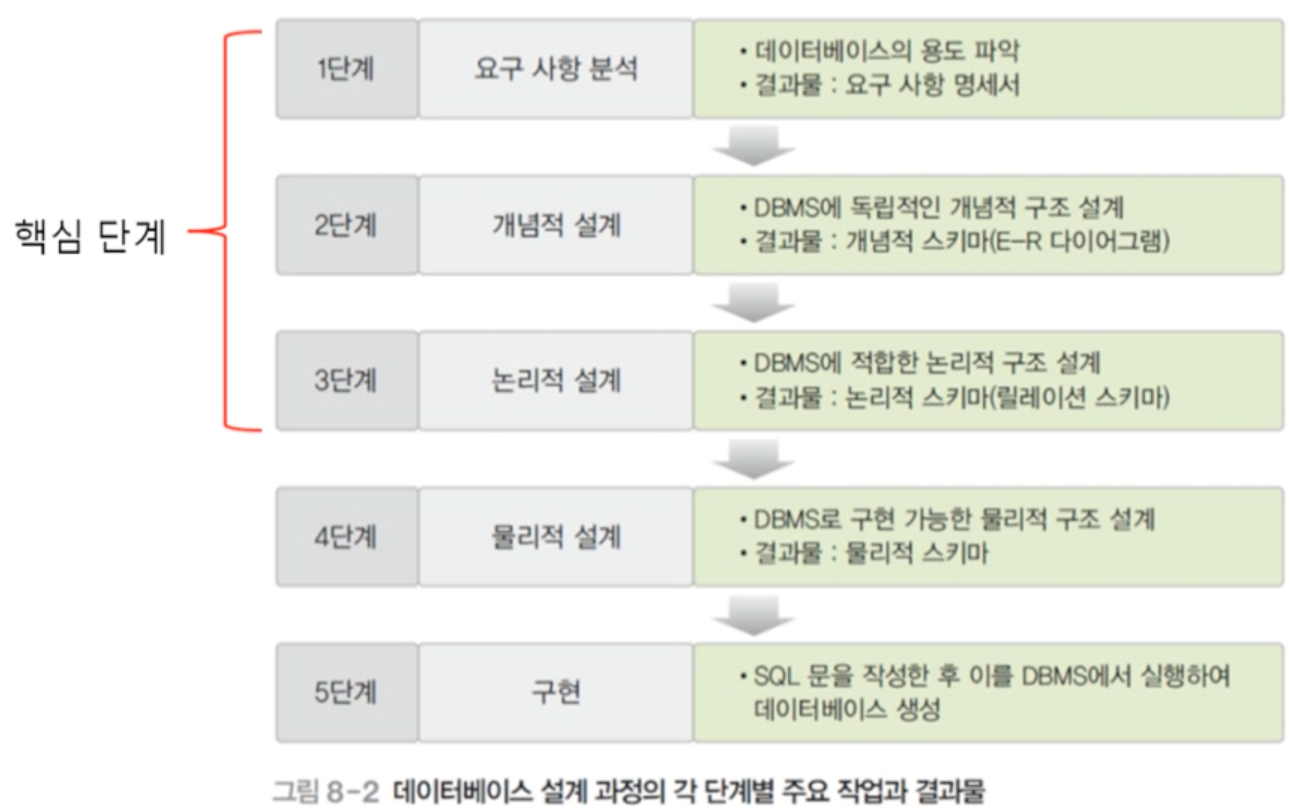 핵심 단계
1단계
요구 사항 분석
• 데이터베이스의 용도 파악
• 결과물 : 요구 사항 명세서
2단계
개념적 설계
• DBMS에 독립적인 개념적 구조 설계
• 결과물 : 개념적 스키마(E-R 다이어그램)
3단계
논리적 설계
• DBMS에 적합한 논리적 구조 설계
• 결과물 : 논리적 스키마(릴레이션 스키마)
4단계
물리적 설계
• DBMS로 구현 가능한 물리적 구조 설계
• 결과물 : 물리적 스키마
5단계
구현
• SQL 문을 작성한 후 이를 DBMS에서 실행하여
데이터베이스 생성
그림 8-2 데이터베이스 설계 과정의 각 단계별 주요 작업과 결과물